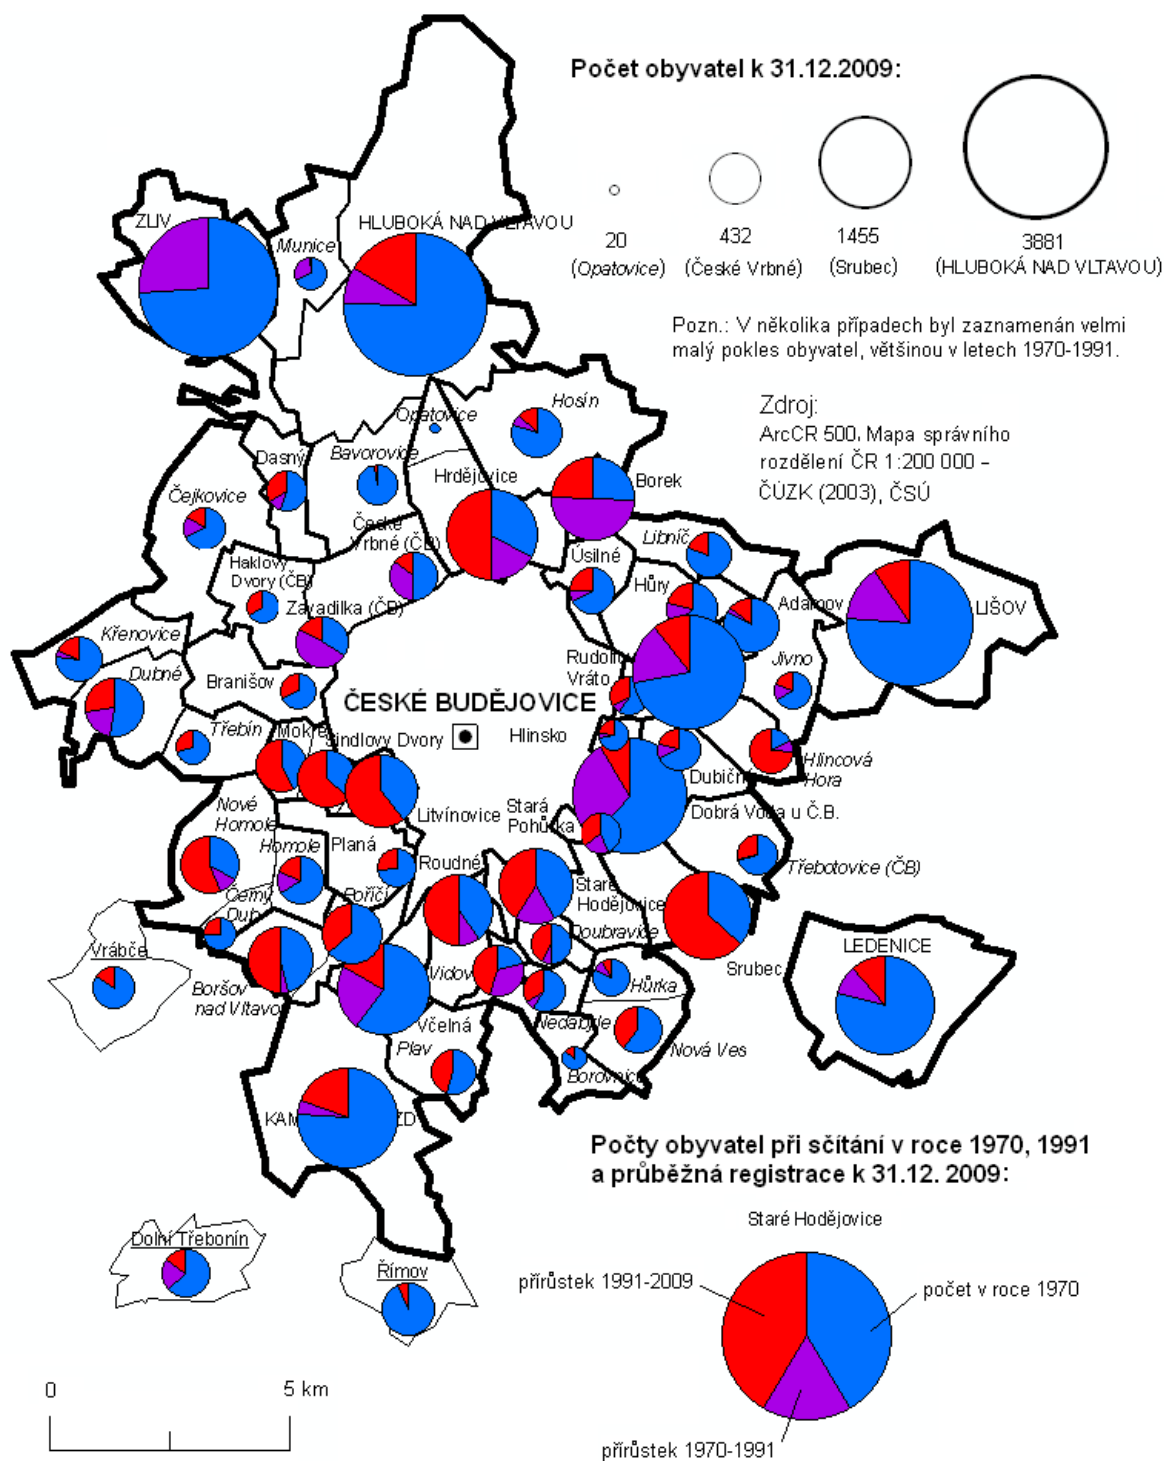 Počet obyvatel k 31.12.2009:
20
(Opatovice)
432
(České Vrbné)
1455
(Srubec)
3881
(HLUBOKÁ NAD VLTAVOU)
Pozn.: V několika případech byl zaznamenán velmi
malý pokles obyvatel, většinou v letech 1970-1991.
Zdroj:
ArcCR 500, Mapa správního
rozdělení ČR 1:200 000 –
ČÚZK (2003), ČSÚ
ZLIV
Munice
HLUBOKÁ NAD VLTAVOU
Opatovice
Hosín
Dasný
Bavorovice
Hrdějovice
Borek
Čejkovice
České
Vrbné (ČB)
Libníč
Úsilné
Haklovy
Dvory (ČB)
Hůry
Zavadilka (ČB)
Adamov
LIŠOV
Křenovice
Dubné
Branišov
Rudolfo
Vráto
Jivno
ČESKÉ BUDĚJOVICE
Třebín
Mokré
Šindlovy Dvory
Hlinsko
Dubičné
Hlincová
Hora
Nové
Homole
Litvínovice
Stará
Pohůrka
Dobrá Voda u Č.B.
Homole
Planá
Roudné
Třebotovice (ČB)
Černý
Dub
Poříčí
Staré
Hodějovice
Doubravice
Srubec
LEDENICE
Vrábče
Boršov
nad Vltavo
Vidov
Hůrka
Včelná
Nedabyle
Nová Ves
Plav
Borovnice
KAM
ZD
Dolní Třebonín
Římov
Počty obyvatel při sčítání v roce 1970, 1991
a průběžná registrace k 31.12. 2009:
Staré Hodějovice
přírůstek 1991-2009
počet v roce 1970
přírůstek 1970-1991
0
5 km